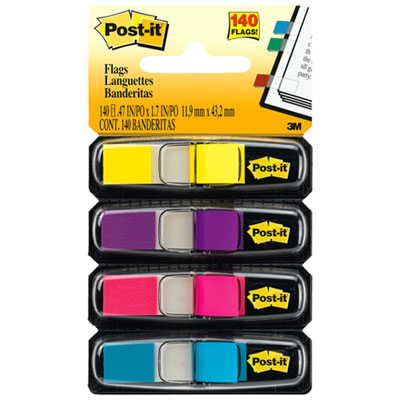 Post-it
140
FLAGS!
Flags
Languettes
Banderitas
140 .47 IN/PO x 1.7 IN/PO 11,9 mm x 43,2 mm
CONT. 140 BANDERITAS
3M
Post-it
Post-it
Post-it
Post-it